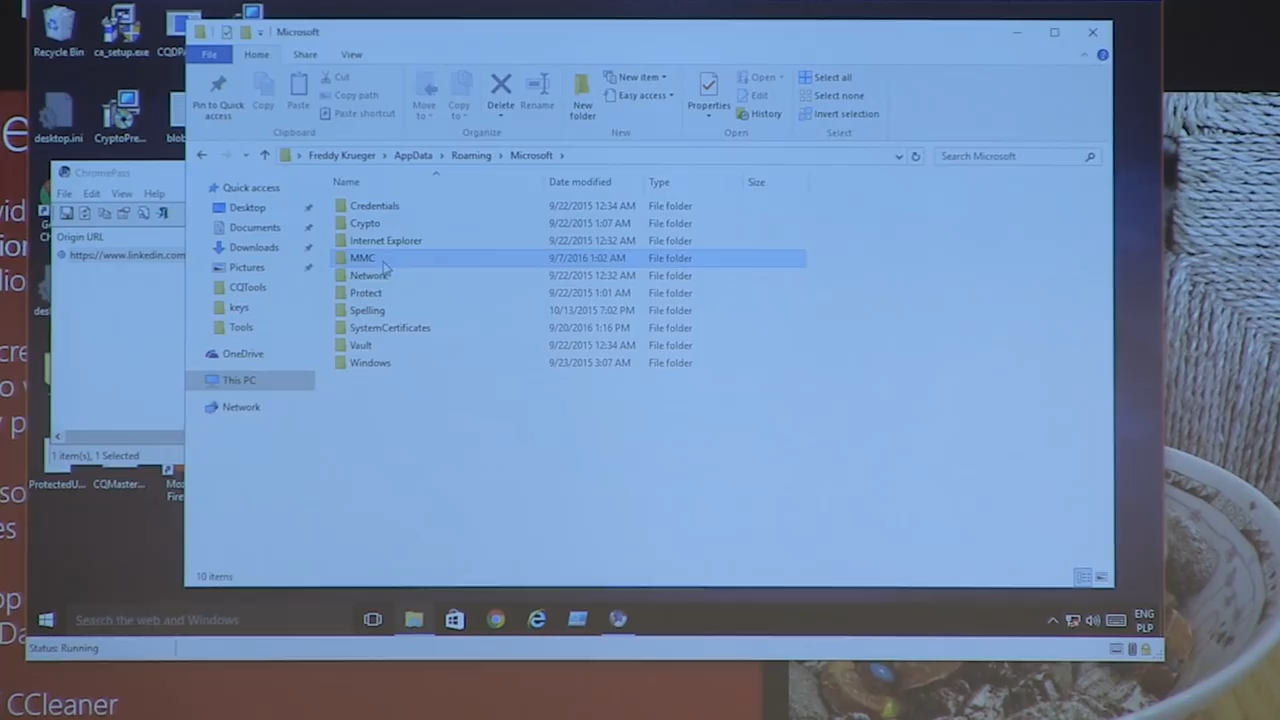 Recycle Bin
ca_setup.exe
desktop.ini
CryptoPre...
Microsoft
File
Home
Share
View
Pin to Quick access
Copy
Paste
Cut
Copy path
Paste shortcut
Clipboard
Move to
Copy to
Delete
Rename
Organize
New folder
New item
Easy access
New
Properties
Open
Edit
History
Open
Select all
Select none
Invert selection
Select
Freddy Krueger
AppData
Roaming
Microsoft
Search Microsoft
ChromePass
File Edit View Help
Origin URL
https://www.linkedin.com
1 item(s), 1 Selected
Quick access
Desktop
Documents
Downloads
Pictures
CQTools
keys
Tools
OneDrive
This PC
Network
Name Date modified Type Size
Credentials 9/22/2015 12:34 AM File folder
Crypto 9/22/2015 1:07 AM File folder
Internet Explorer 9/22/2015 12:32 AM File folder
MMC 9/7/2016 1:02 AM File folder
Network 9/22/2015 12:32 AM File folder
Protect 9/22/2015 1:01 AM File folder
Spelling 10/13/2015 7:02 PM File folder
SystemCertificates 9/20/2016 1:16 PM File folder
Vault 9/22/2015 12:34 AM File folder
Windows 9/23/2015 3:07 AM File folder
10 items
ProtectedU...
CQMaster...
Search the web and Windows
ENG
PLP
Status: Running
CCleaner